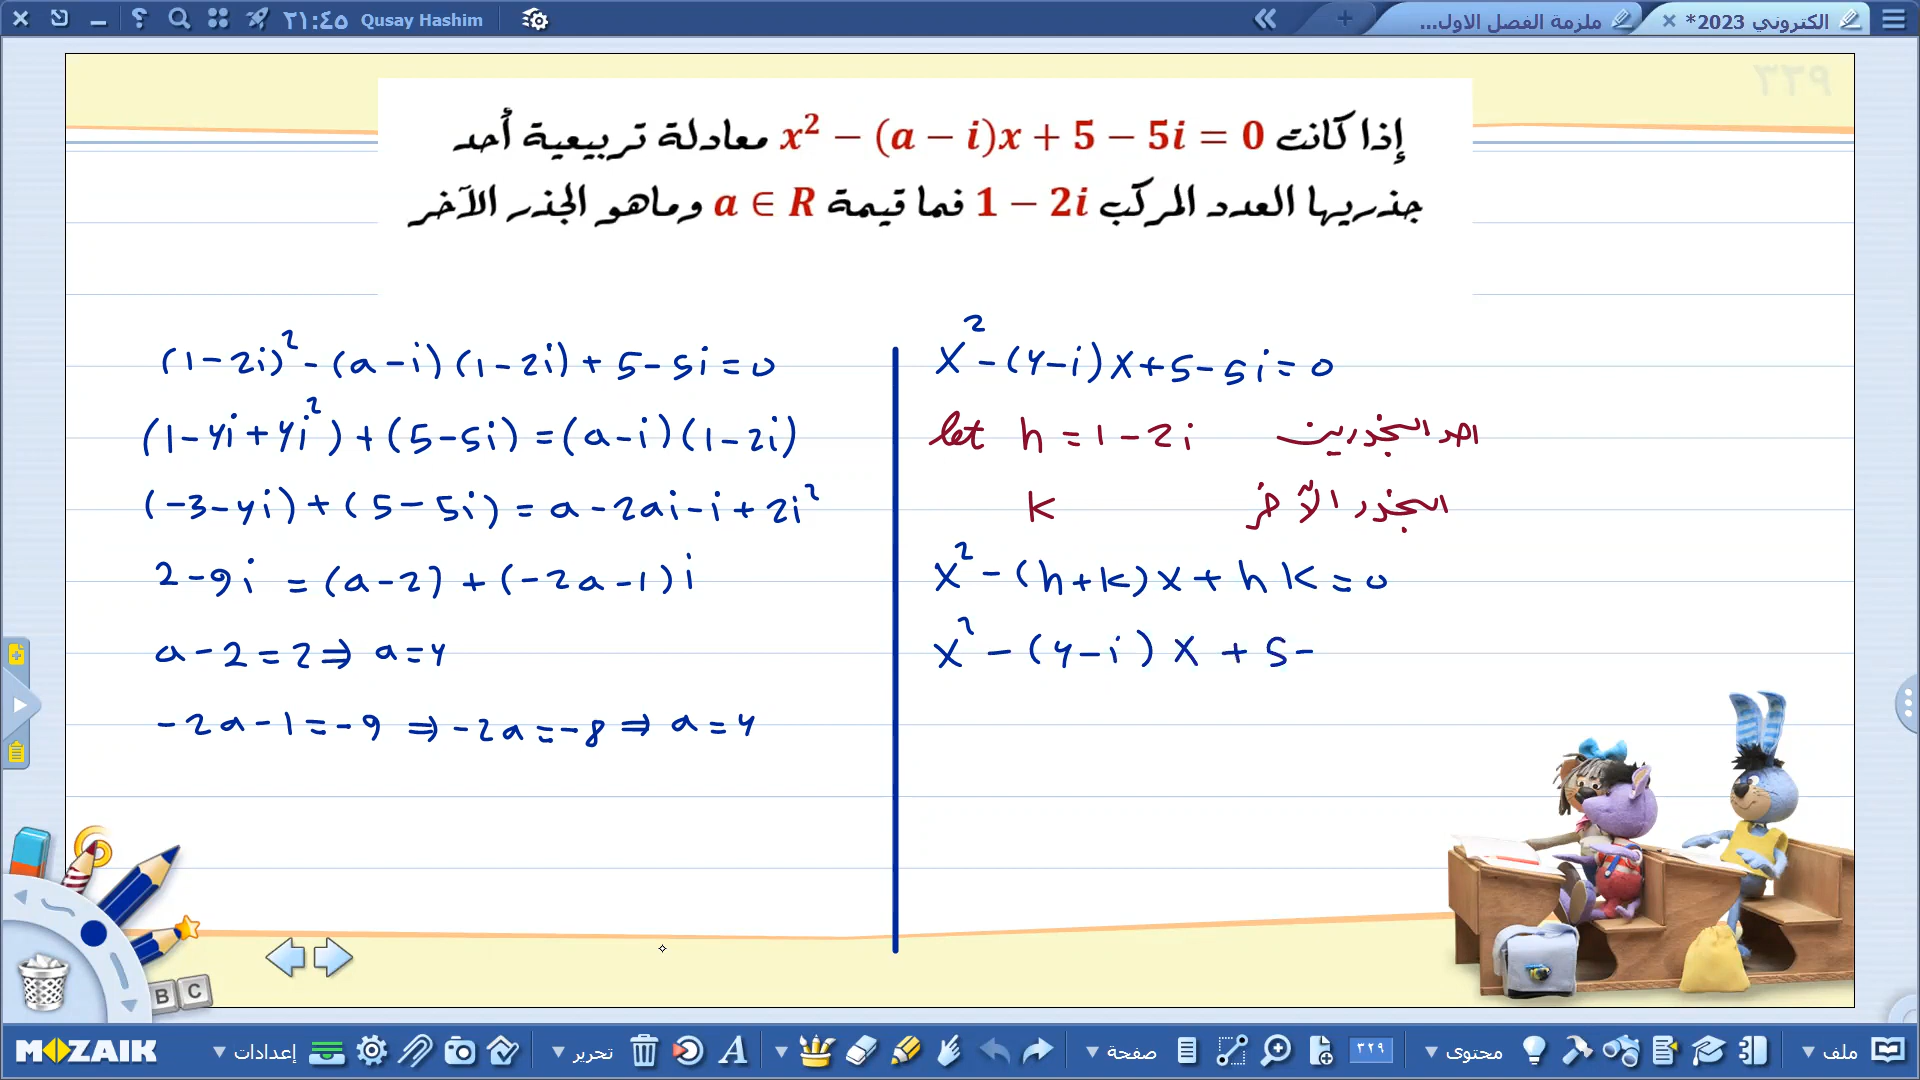 الكتروني 2023*
ملزمة الفصل الاول...
Qusay Hashim
٢١:٤٥
٣٣٩
إذا كانت x² − (a − i)x + 5 − 5i = 0 معادلة تربيعية أحد
جذريها العدد المركب 1 − 2i فما قيمة a ∈ R وماهو الجذر الآخر
(1-2i)² - (a-i)(1-2i) + 5-5i = 0
(1-4i+4i²) + (5-5i) = (a-i)(1-2i)
(-3-4i) + (5-5i) = a-2ai-i+2i²
2-9i = (a-2) + (-2a-1)i
a-2=2 ⇒ a=4
-2a-1=-9 ⇒ -2a=-8 ⇒ a=4
x² - (4-i)x+5-5i=0
let h = 1-2i احد الجذرين
k الجذر الآخر
x² - (h+k)x + hk = 0
x² - (4-i)x + 5-
B C
MOZAIK
إعدادات
تحرير
A
صفحة
٣٢٩
محتوى
ملف